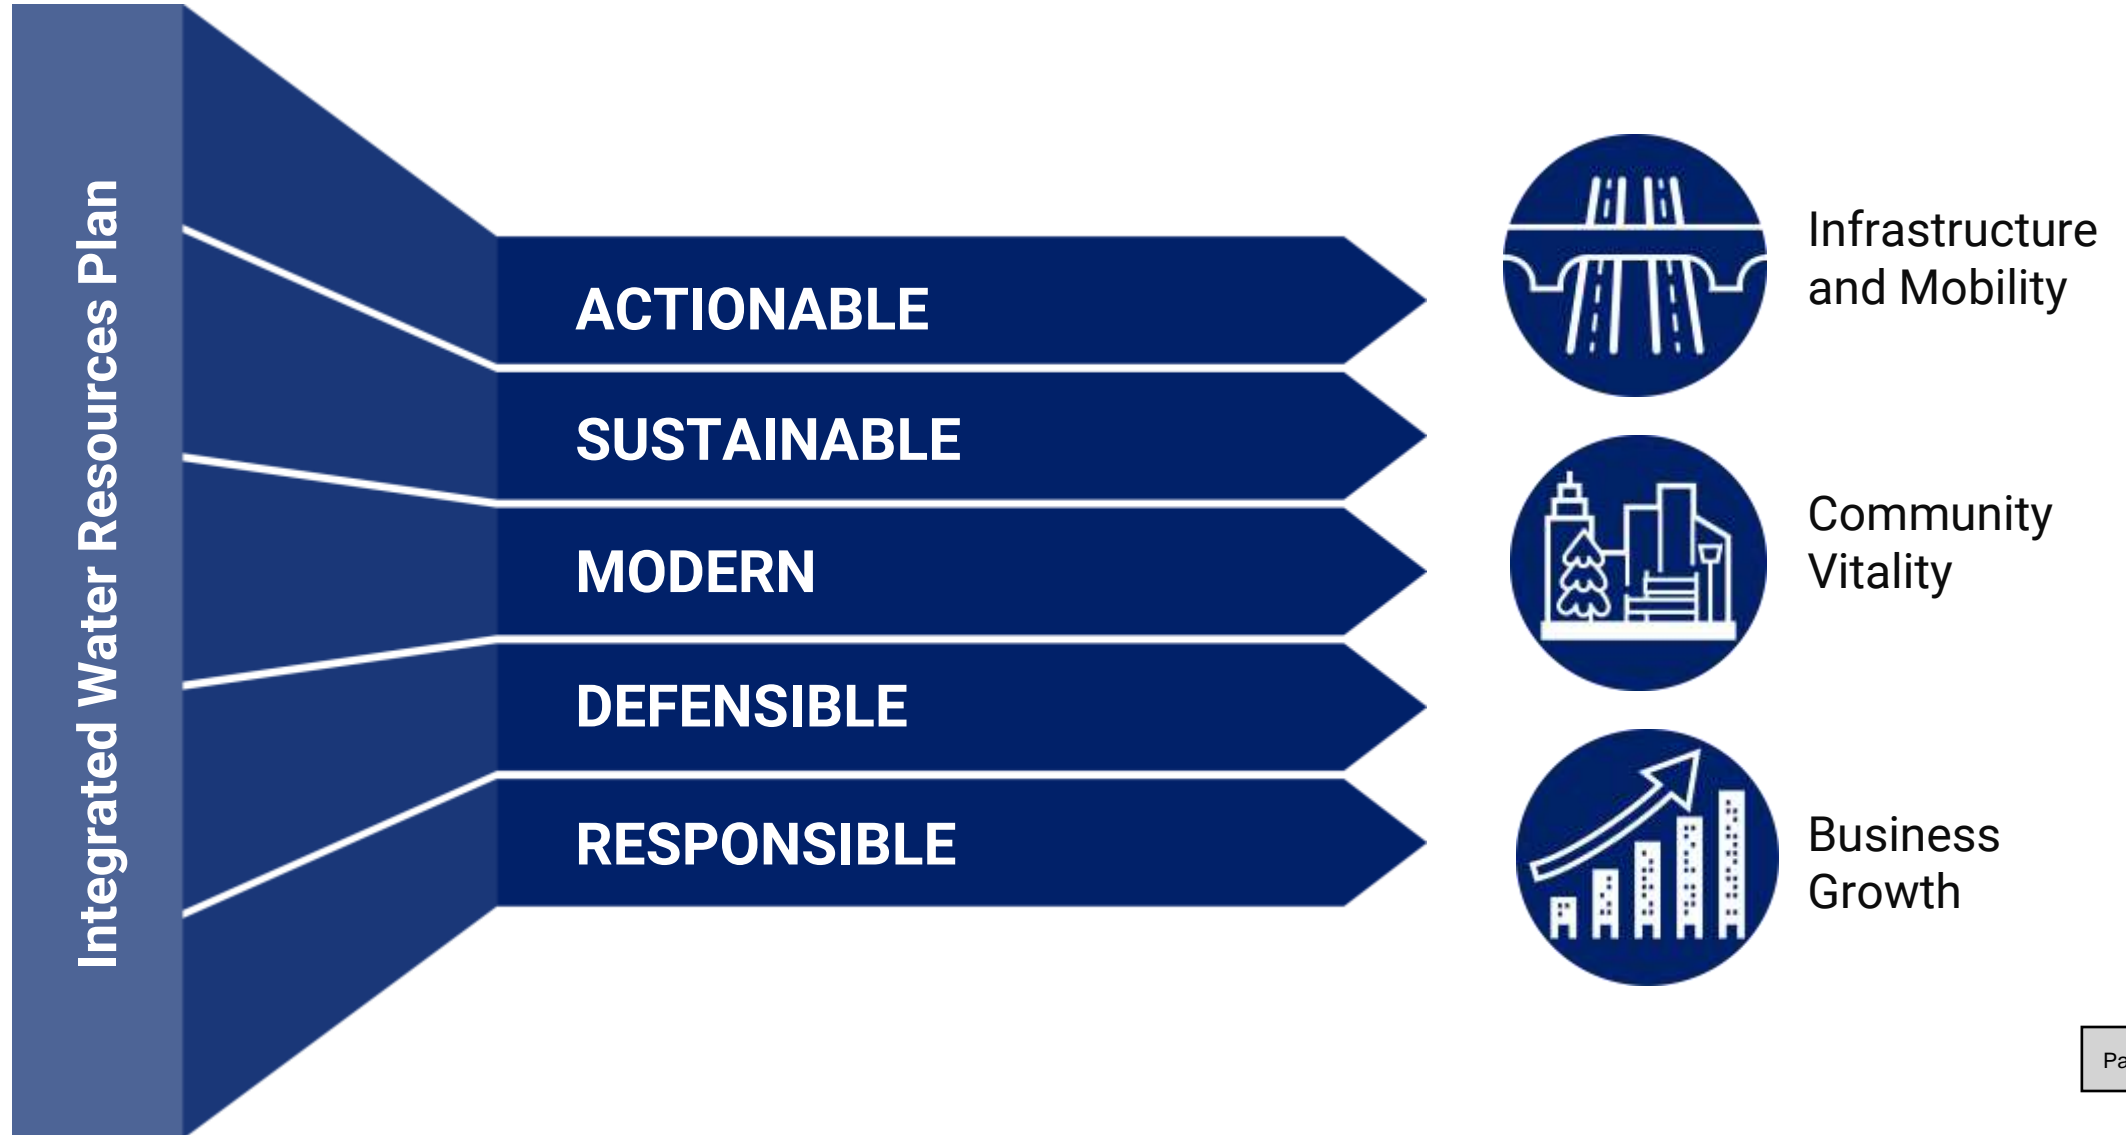 Integrated Water Resources Plan
ACTIONABLE
SUSTAINABLE
MODERN
DEFENSIBLE
RESPONSIBLE
Infrastructure
and Mobility
Community
Vitality
Business
Growth